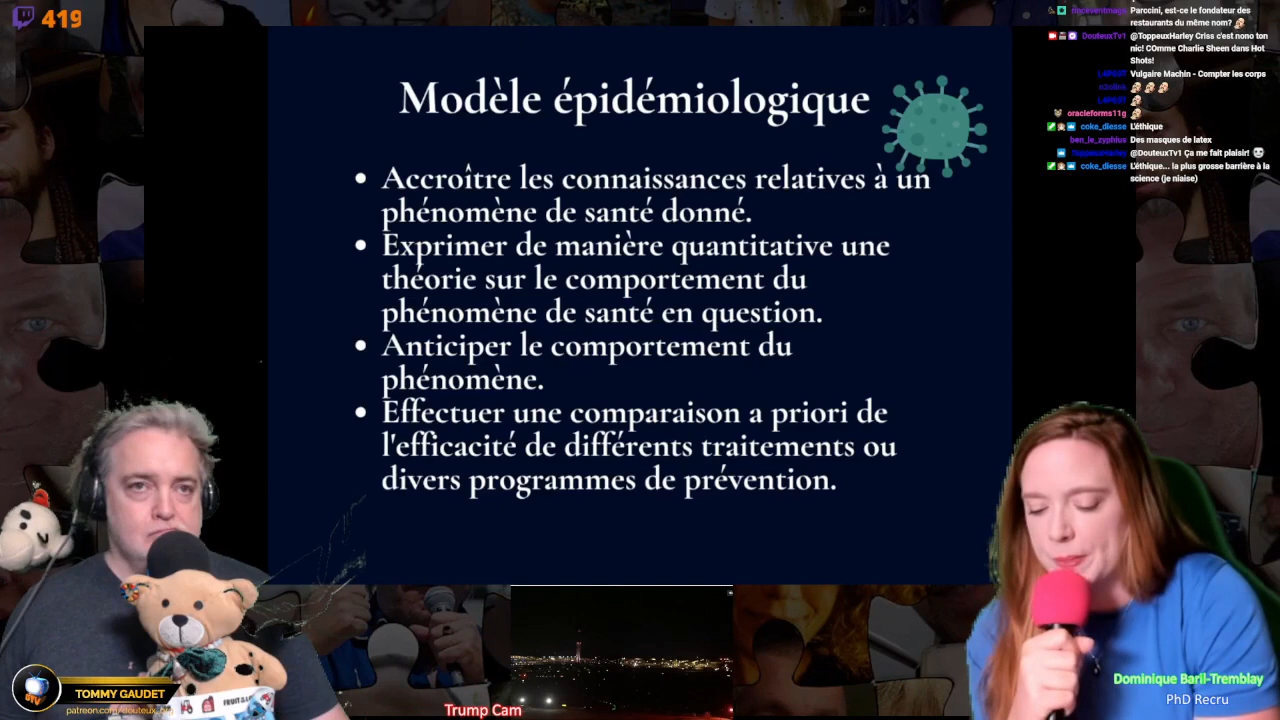 419
Parocini, est-ce le fondateur des
restaurants du même nom?
DouteuxTv1 @ToppeuxHarley Criss c'est nono ton
nic! COmme Charlie Sheen dans Hot
Shots!
Vulgaire Machin - Compter les corps
oracleforms11g
coke_diesse L'éthique
ben_le_zyphius Des masques de latex
ToppeuxHarley @DouteuxTv1 Ça me fait plaisir!
coke_diesse L'éthique... la plus grosse barrière à la
science (je niaise)
Modèle épidémiologique
• Accroître les connaissances relatives à un
phénomène de santé donné.
• Exprimer de manière quantitative une
théorie sur le comportement du
phénomène de santé en question.
• Anticiper le comportement du
phénomène.
• Effectuer une comparaison a priori de
l'efficacité de différents traitements ou
divers programmes de prévention.
TOMMY GAUDET
Trump Cam
Dominique Baril-Tremblay
PhD Recru